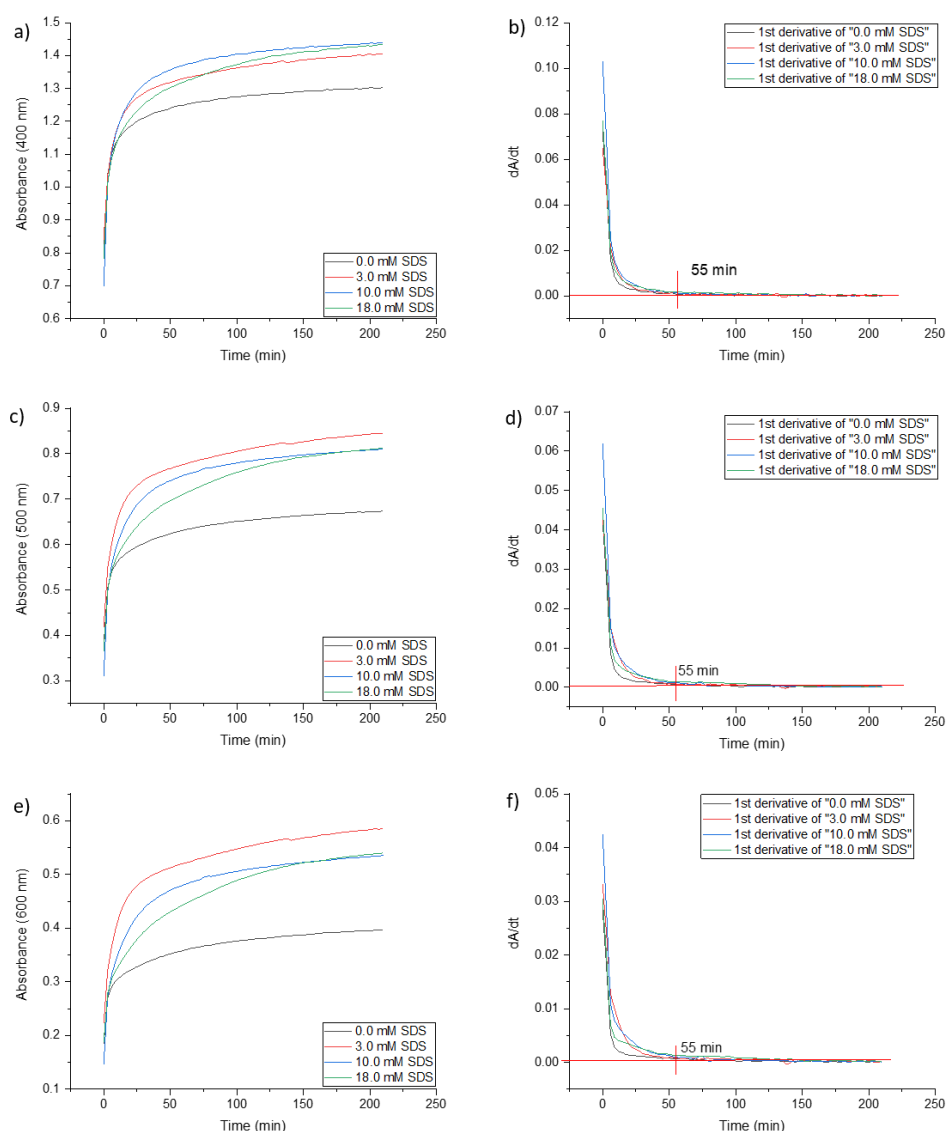 a)
1.5
1.4
1.3
1.2
1.1
1.0
0.9
0.8
0.7
0.6
Absorbance (400 nm)
0.0 mM SDS
3.0 mM SDS
10.0 mM SDS
18.0 mM SDS
0 50 100 150 200 250
Time (min)
b)
0.12
0.10
0.08
0.06
0.04
0.02
0.00
dA/dt
1st derivative of "0.0 mM SDS"
1st derivative of "3.0 mM SDS"
1st derivative of "10.0 mM SDS"
1st derivative of "18.0 mM SDS"
55 min
0 50 100 150 200 250
Time (min)
c)
0.9
0.8
0.7
0.6
0.5
0.4
0.3
Absorbance (500 nm)
0.0 mM SDS
3.0 mM SDS
10.0 mM SDS
18.0 mM SDS
0 50 100 150 200 250
Time (min)
d)
0.07
0.06
0.05
0.04
0.03
0.02
0.01
0.00
dA/dt
1st derivative of "0.0 mM SDS"
1st derivative of "3.0 mM SDS"
1st derivative of "10.0 mM SDS"
1st derivative of "18.0 mM SDS"
55 min
0 50 100 150 200 250
Time (min)
e)
0.6
0.5
0.4
0.3
0.2
0.1
Absorbance (600 nm)
0.0 mM SDS
3.0 mM SDS
10.0 mM SDS
18.0 mM SDS
0 50 100 150 200 250
Time (min)
f)
0.05
0.04
0.03
0.02
0.01
0.00
dA/dt
1st derivative of "0.0 mM SDS"
1st derivative of "3.0 mM SDS"
1st derivative of "10.0 mM SDS"
1st derivative of "18.0 mM SDS"
55 min
0 50 100 150 200 250
Time (min)